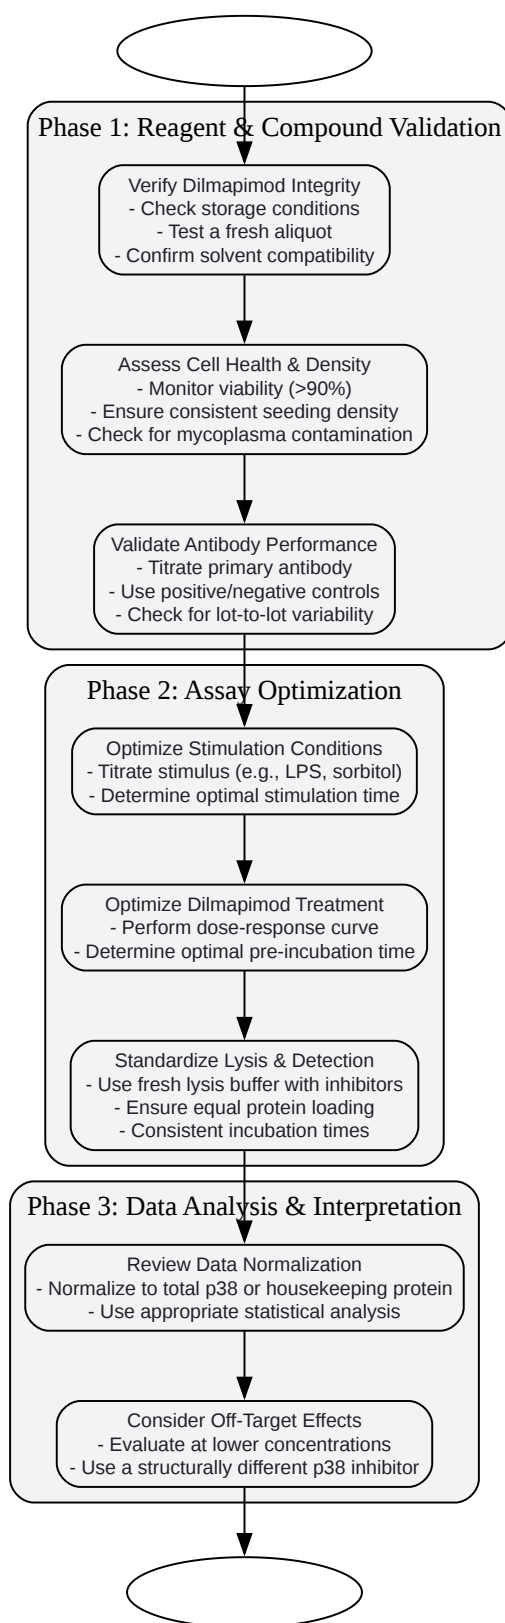 Phase 1: Reagent & Compound Validation
Verify Dilmapimod Integrity
- Check storage conditions
- Test a fresh aliquot
- Confirm solvent compatibility
Assess Cell Health & Density
- Monitor viability (>90%)
- Ensure consistent seeding density
- Check for mycoplasma contamination
Validate Antibody Performance
- Titrate primary antibody
- Use positive/negative controls
- Check for lot-to-lot variability
Phase 2: Assay Optimization
Optimize Stimulation Conditions
- Titrate stimulus (e.g., LPS, sorbitol)
- Determine optimal stimulation time
Optimize Dilmapimod Treatment
- Perform dose-response curve
- Determine optimal pre-incubation time
Standardize Lysis & Detection
- Use fresh lysis buffer with inhibitors
- Ensure equal protein loading
- Consistent incubation times
Phase 3: Data Analysis & Interpretation
Review Data Normalization
- Normalize to total p38 or housekeeping protein
- Use appropriate statistical analysis
Consider Off-Target Effects
- Evaluate at lower concentrations
- Use a structurally different p38 inhibitor